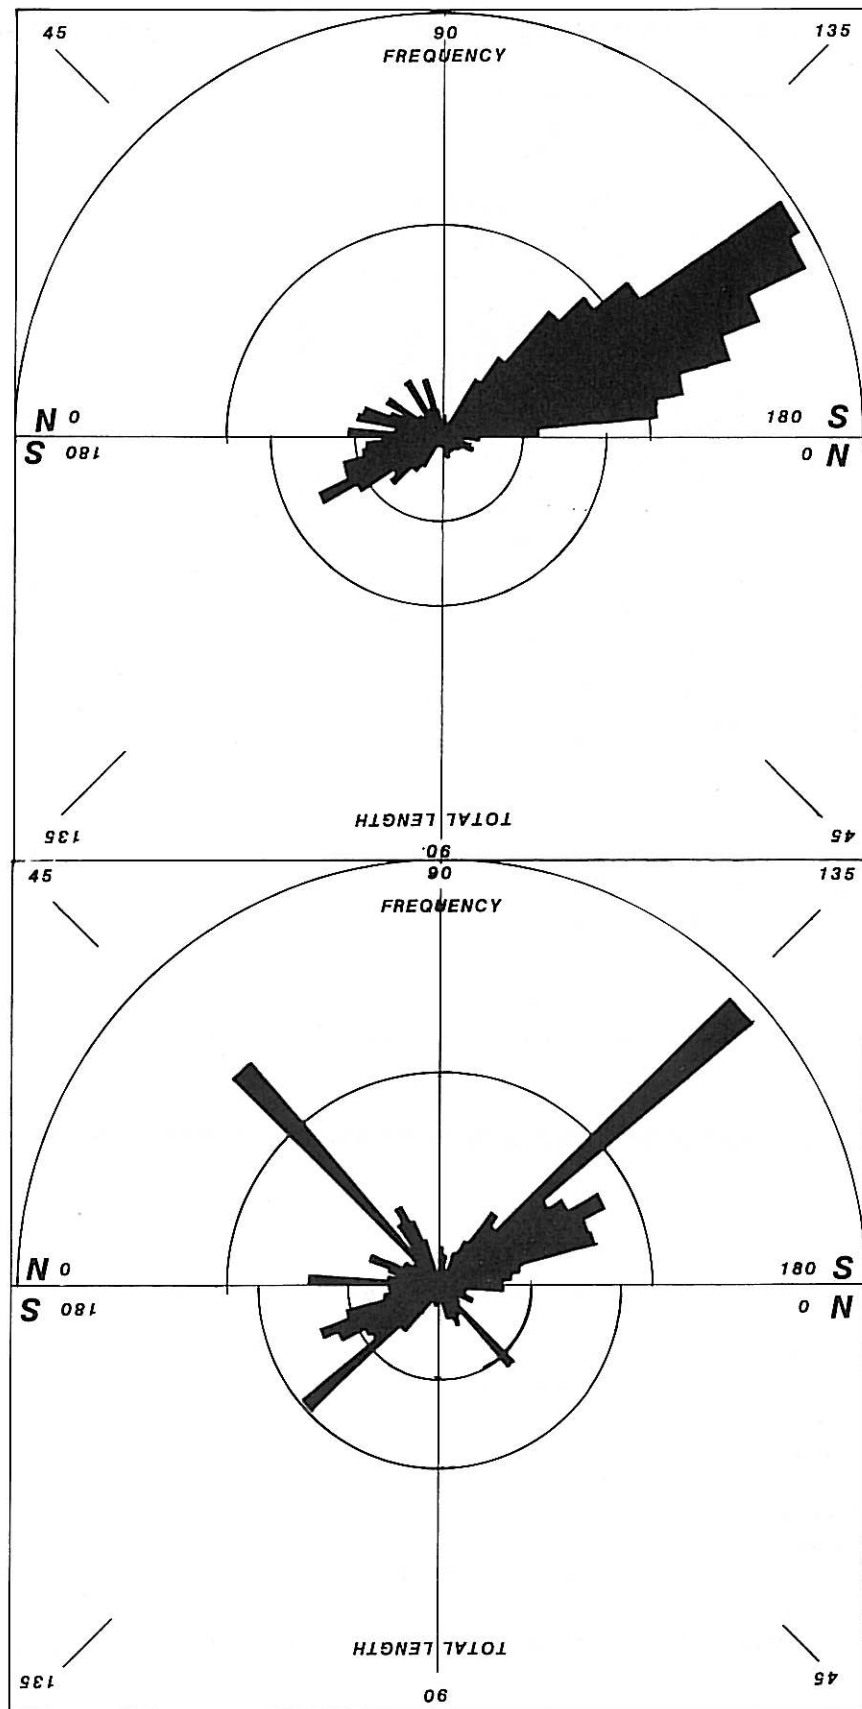 45 90 135
FREQUENCY
N 0 180 S
S 180 0 N
TOTAL LENGTH
135 90 45
45 90 135
FREQUENCY
N 0 180 S
S 180 0 N
TOTAL LENGTH
135 90 45